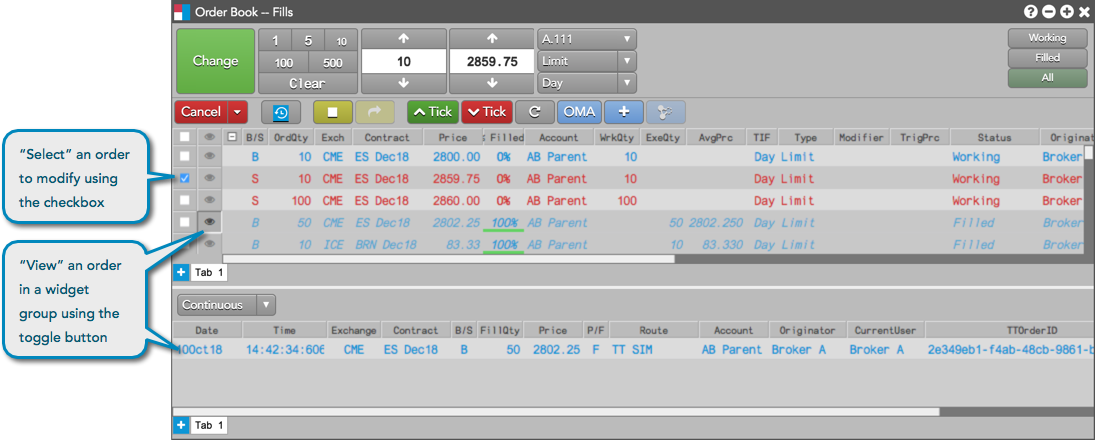 Order Book -- Fills
Change
1 5 10
100 500
Clear
10
2859.75
A.111
Limit
Day
Working
Filled
All
Cancel Tick Tick OMA
B/S OrdQty Exch Contract Price % Filled Account WrkQty ExeQty AvgPrc TIF Type Modifier TrigPrc Status Originat
B 10 CME ES Dec18 2800.00 0% AB Parent 10 Day Limit Working Broker
S 10 CME ES Dec18 2859.75 0% AB Parent 10 Day Limit Working Broker
S 100 CME ES Dec18 2860.00 0% AB Parent 100 Day Limit Working Broker
B 50 CME ES Dec18 2802.25 100% AB Parent 50 2802.250 Day Limit Filled Broker
B 10 ICE BRN Dec18 83.33 100% AB Parent 10 83.330 Day Limit Filled Broker
Tab 1
“Select” an order
to modify using
the checkbox
“View” an order
in a widget
group using the
toggle button
Continuous
Date Time Exchange Contract B/S FillQty Price P/F Route Account Originator CurrentUser TTOrderID
10Oct18 14:42:34:606 CME ES Dec18 B 50 2802.25 F TT SIM AB Parent Broker A Broker A 2e349eb1-f4ab-48cb-9861-b
Tab 1